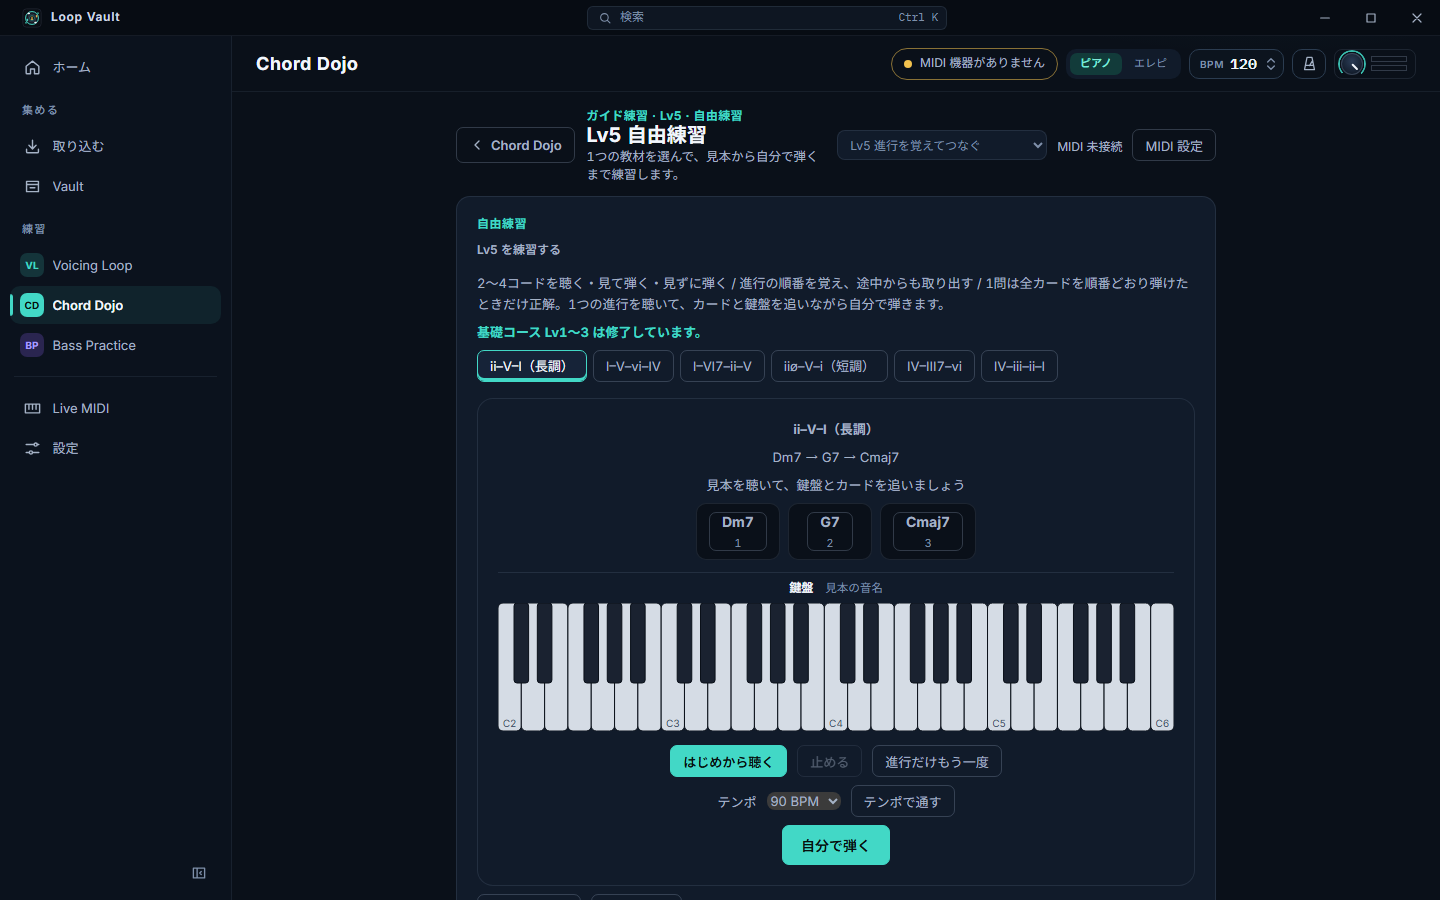 Loop Vault
検索
Ctrl K
ホーム
集める
取り込む
Vault
練習
VL Voicing Loop
CD Chord Dojo
BP Bass Practice
Live MIDI
設定
Chord Dojo
MIDI 機器がありません
ピアノ
エレピ
BPM 120
Chord Dojo
ガイド練習 · Lv5 · 自由練習
Lv5 自由練習
1つの教材を選んで、見本から自分で弾く
まで練習します。
Lv5 進行を覚えてつなぐ
MIDI 未接続
MIDI 設定
自由練習
Lv5 を練習する
2〜4コードを聴く・見て弾く・見ずに弾く / 進行の順番を覚え、途中からも取り出す / 1問は全カードを順番どおり弾けた
ときだけ正解。1つの進行を聴いて、カードと鍵盤を追いながら自分で弾きます。
基礎コース Lv1〜3 は修了しています。
ii–V–I（長調）
I–V–vi–IV
I–VI7–ii–V
iiø–V–i（短調）
IV–III7–vi
IV–iii–ii–I
ii–V–I（長調）
Dm7 → G7 → Cmaj7
見本を聴いて、鍵盤とカードを追いましょう
Dm7
1
G7
2
Cmaj7
3
鍵盤 見本の音名
C2
C3
C4
C5
C6
はじめから聴く
止める
進行だけもう一度
テンポ
90 BPM
テンポで通す
自分で弾く